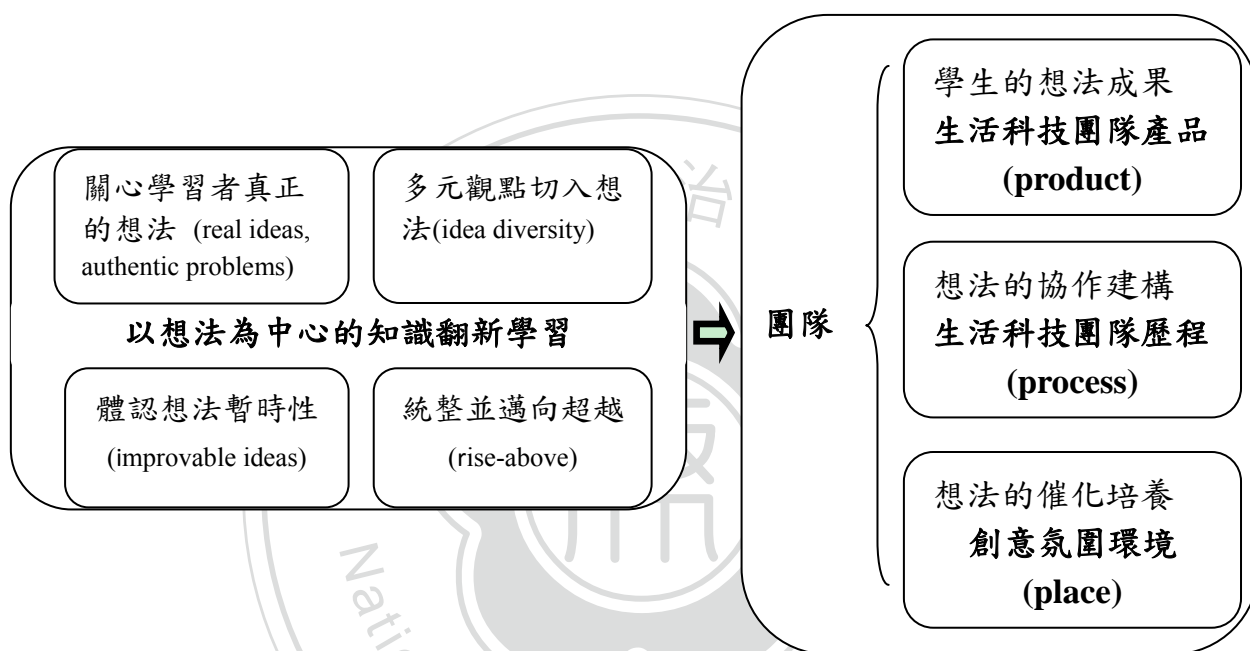 關心學習者真正
的想法 (real ideas,
authentic problems)
多元觀點切入想
法(idea diversity)
以想法為中心的知識翻新學習
體認想法暫時性
(improvable ideas)
統整並邁向超越
(rise-above)
團隊
學生的想法成果
生活科技團隊產品
(product)
想法的協作建構
生活科技團隊歷程
(process)
想法的催化培養
創意氛圍環境
(place)
治
Nati